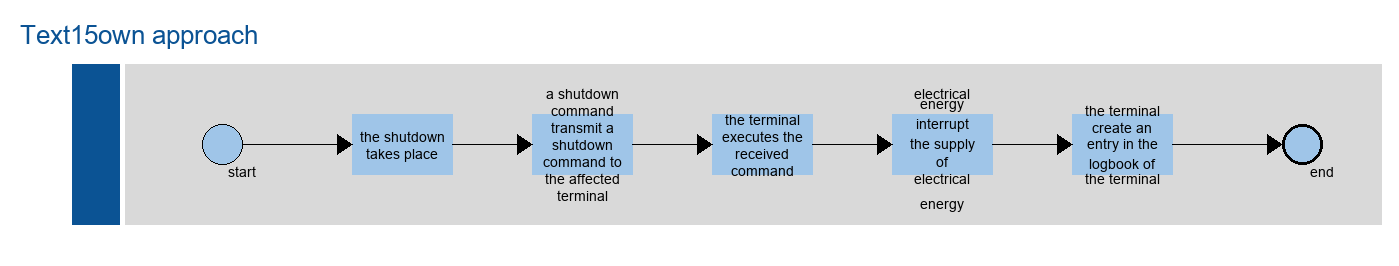 Text15own approach
start
the shutdown
takes place
a shutdown
command
transmit a
shutdown
command to
the affected
terminal
the terminal
executes the
received
command
electrical
energy
interrupt
the supply
of
electrical
energy
the terminal
create an
entry in the
logbook of
the terminal
end